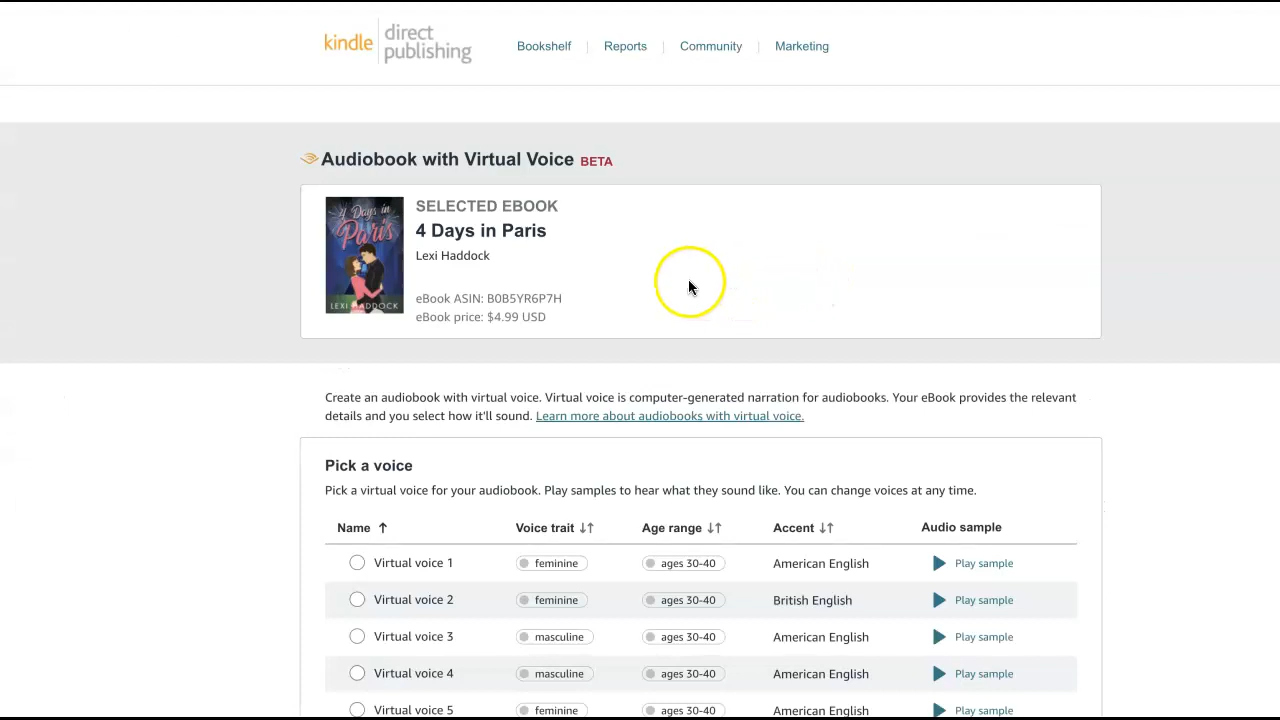 kindle direct publishing
Bookshelf Reports Community Marketing
Audiobook with Virtual Voice BETA
4 Days in Paris
LEXI HADDOCK
SELECTED EBOOK
4 Days in Paris
Lexi Haddock
eBook ASIN: B0B5YR6P7H
eBook price: $4.99 USD
Create an audiobook with virtual voice. Virtual voice is computer-generated narration for audiobooks. Your eBook provides the relevant
details and you select how it'll sound. Learn more about audiobooks with virtual voice.
Pick a voice
Pick a virtual voice for your audiobook. Play samples to hear what they sound like. You can change voices at any time.
Name Voice trait Age range Accent Audio sample
Virtual voice 1 feminine ages 30-40 American English Play sample
Virtual voice 2 feminine ages 30-40 British English Play sample
Virtual voice 3 masculine ages 30-40 American English Play sample
Virtual voice 4 masculine ages 30-40 American English Play sample
Virtual voice 5 feminine ages 30-40 American English Play sample